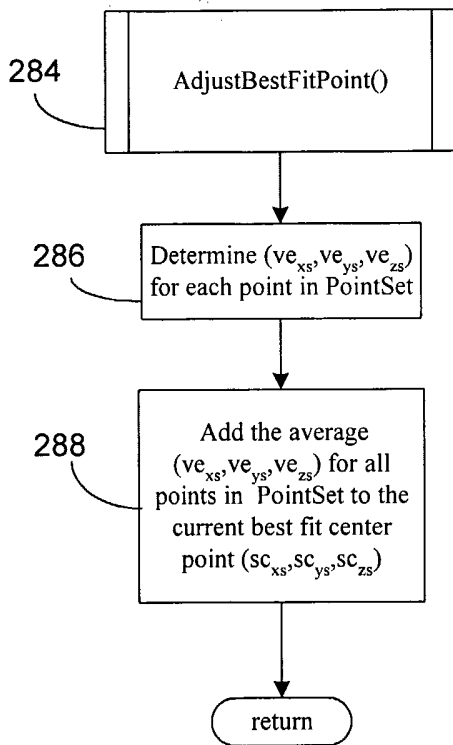 284
AdjustBestFitPoint()
286
Determine (ve_xs,ve_ys,ve_zs)
for each point in PointSet
288
Add the average
(ve_xs,ve_ys,ve_zs) for all
points in PointSet to the
current best fit center
point (sc_xs,sc_ys,sc_zs)
return